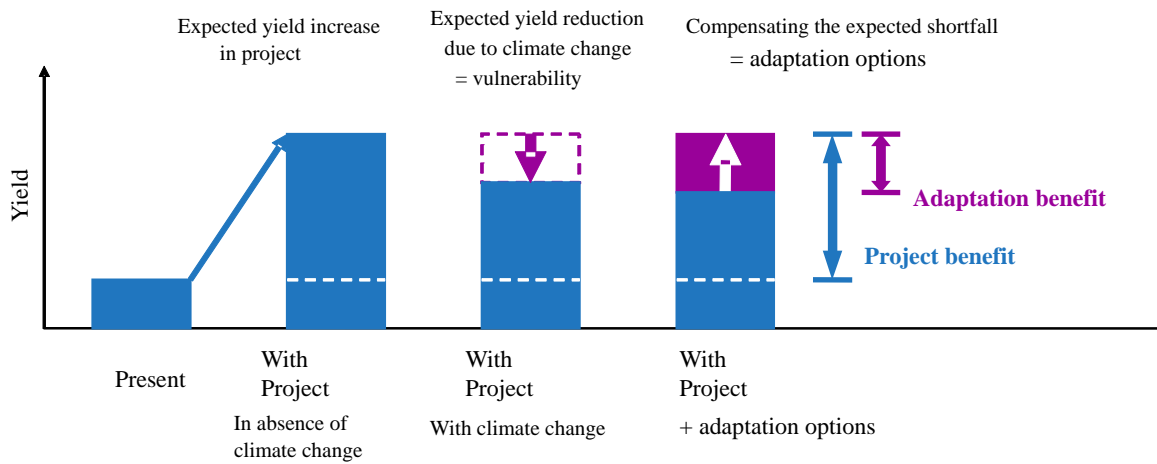 Expected yield increase
in project
Expected yield reduction
due to climate change
= vulnerability
Compensating the expected shortfall
= adaptation options
Yield
Adaptation benefit
Project benefit
Present
With
Project
In absence of
climate change
With
Project
With climate change
With
Project
+ adaptation options